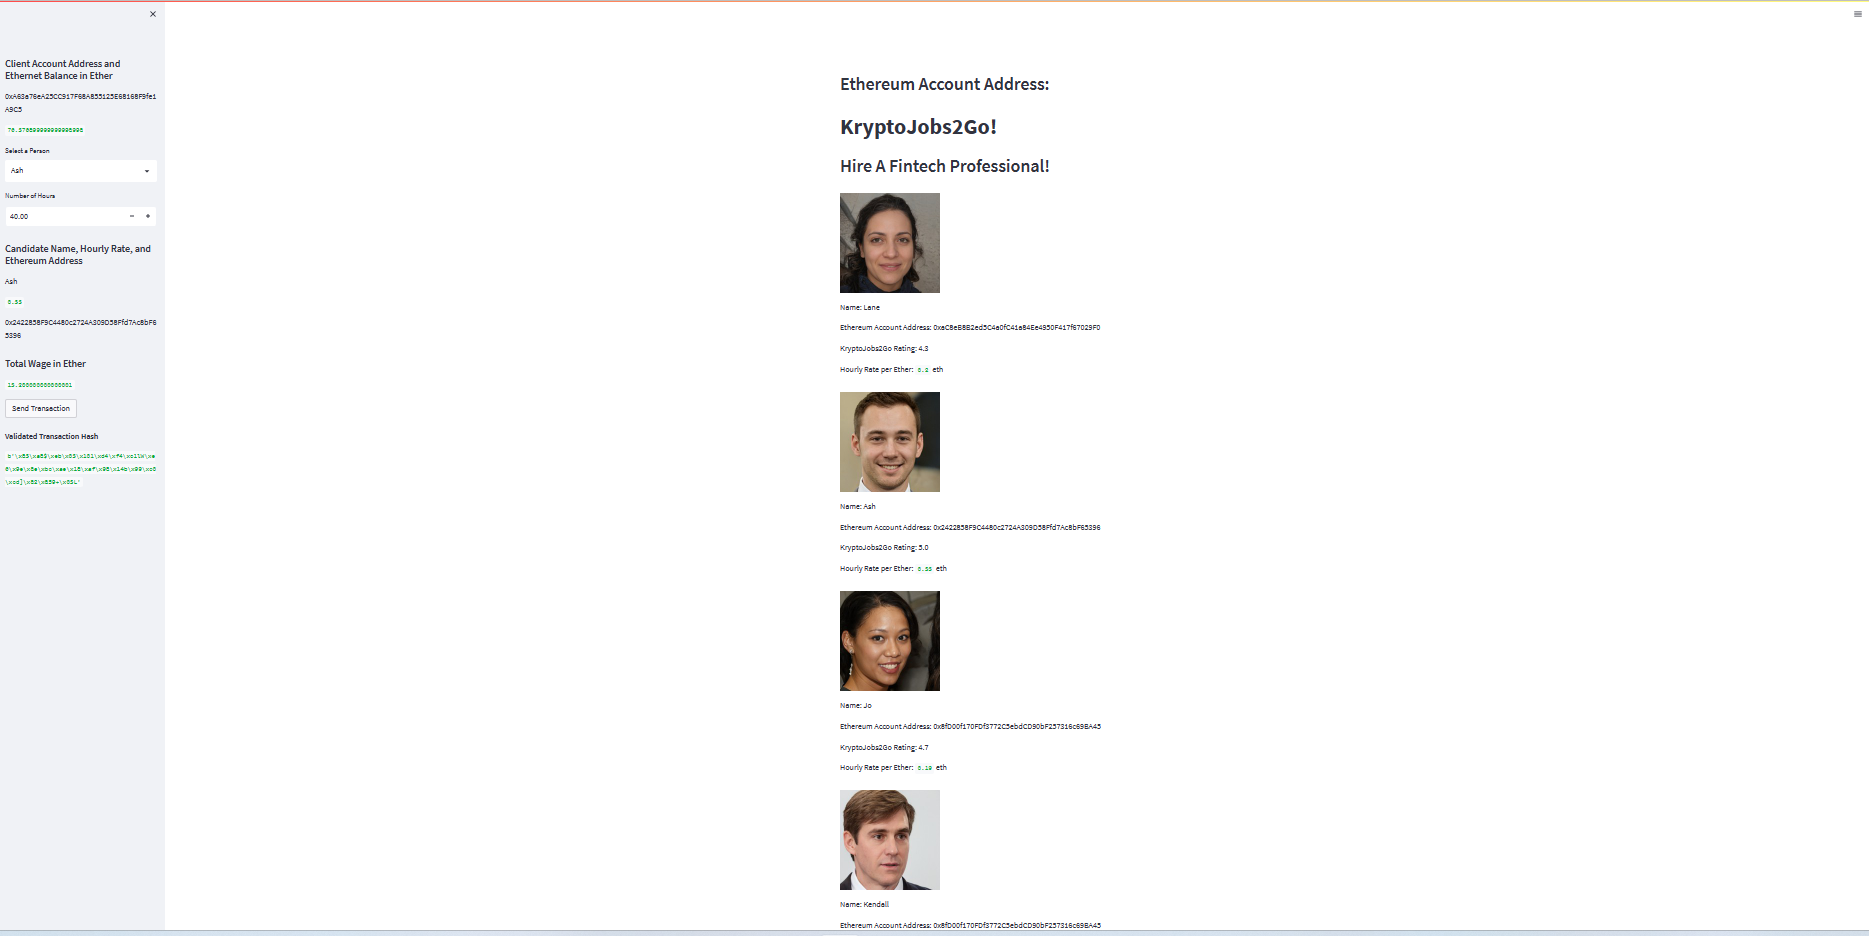 Client Account Address and
Ethernet Balance in Ether
0xA63a76eA25CC917F68A855125E68168F9fe1
A9C5
Select a Person
Ash
Number of Hours
40.00
Candidate Name, Hourly Rate, and
Ethereum Address
Ash
0.33
0x2422858F9C4480c2724A309D58Ffd7Ac8bF6
5396
Total Wage in Ether
13.200000000000001
Send Transaction
Validated Transaction Hash
Ethereum Account Address:
KryptoJobs2Go!
Hire A Fintech Professional!
Name: Lane
Ethereum Account Address: 0xaC8eB8B2ed5C4a0fC41a84Ee4950F417f67029F0
KryptoJobs2Go Rating: 4.3
Hourly Rate per Ether: 0.2 eth
Name: Ash
Ethereum Account Address: 0x2422858F9C4480c2724A309D58Ffd7Ac8bF65396
KryptoJobs2Go Rating: 5.0
Hourly Rate per Ether: 0.33 eth
Name: Jo
Ethereum Account Address: 0x8fD00f170FDf3772C5ebdCD90bF257316c69BA45
KryptoJobs2Go Rating: 4.7
Hourly Rate per Ether: 0.19 eth
Name: Kendall
Ethereum Account Address: 0x8fD00f170FDf3772C5ebdCD90bF257316c69BA45